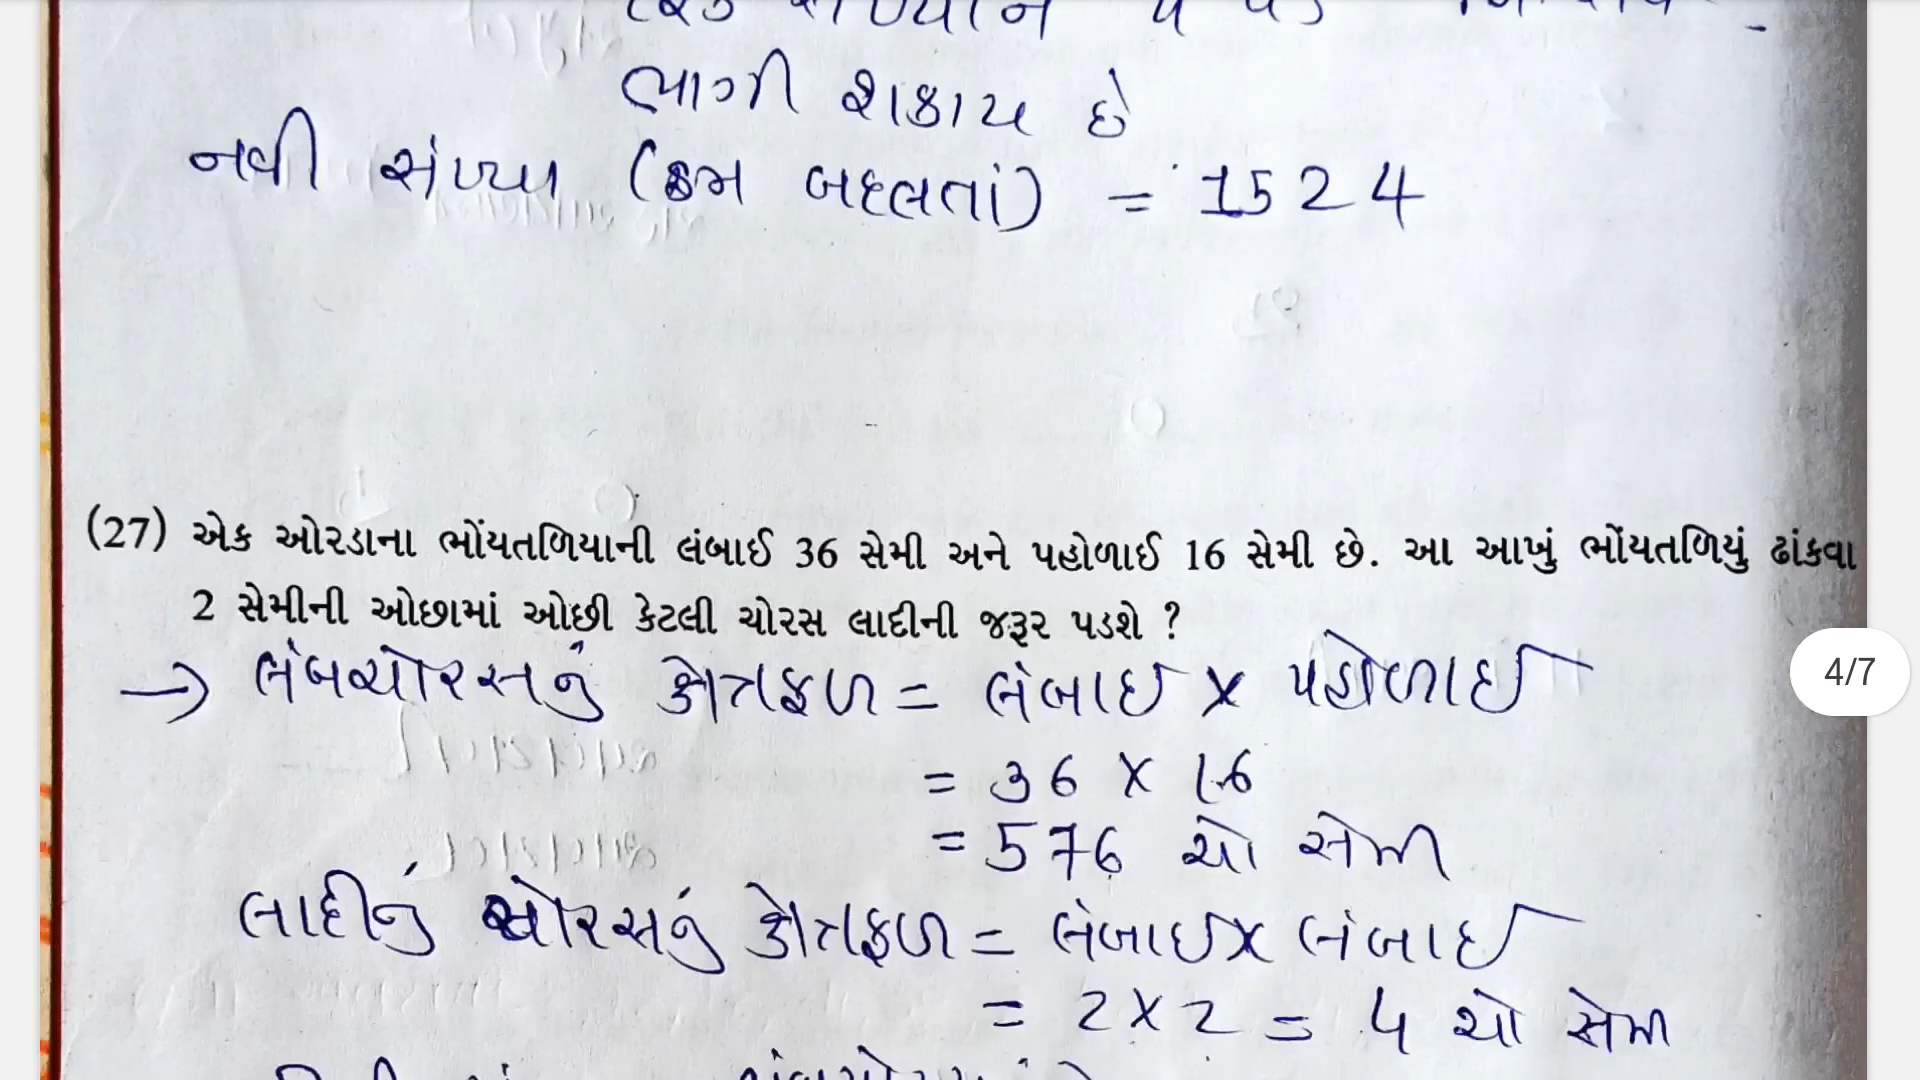 ભાગી શકાય છે
નવી સંખ્યા (ક્રમ બદલતાં) = 1524
(27) એક ઓરડાના ભોંયતળિયાની લંબાઈ 36 સેમી અને પહોળાઈ 16 સેમી છે. આ આખું ભોંયતળિયું ઢાંકવા
2 સેમીની ઓછામાં ઓછી કેટલી ચોરસ લાદીની જરૂર પડશે ?
→ લંબચોરસનું ક્ષેત્રફળ = લંબાઈ × પહોળાઈ
= 36 × 16
= 576 ચો સેમી
લાદીનું ચોરસનું ક્ષેત્રફળ = લંબાઈ × લંબાઈ
= 2 × 2 = 4 ચો સેમી
4/7